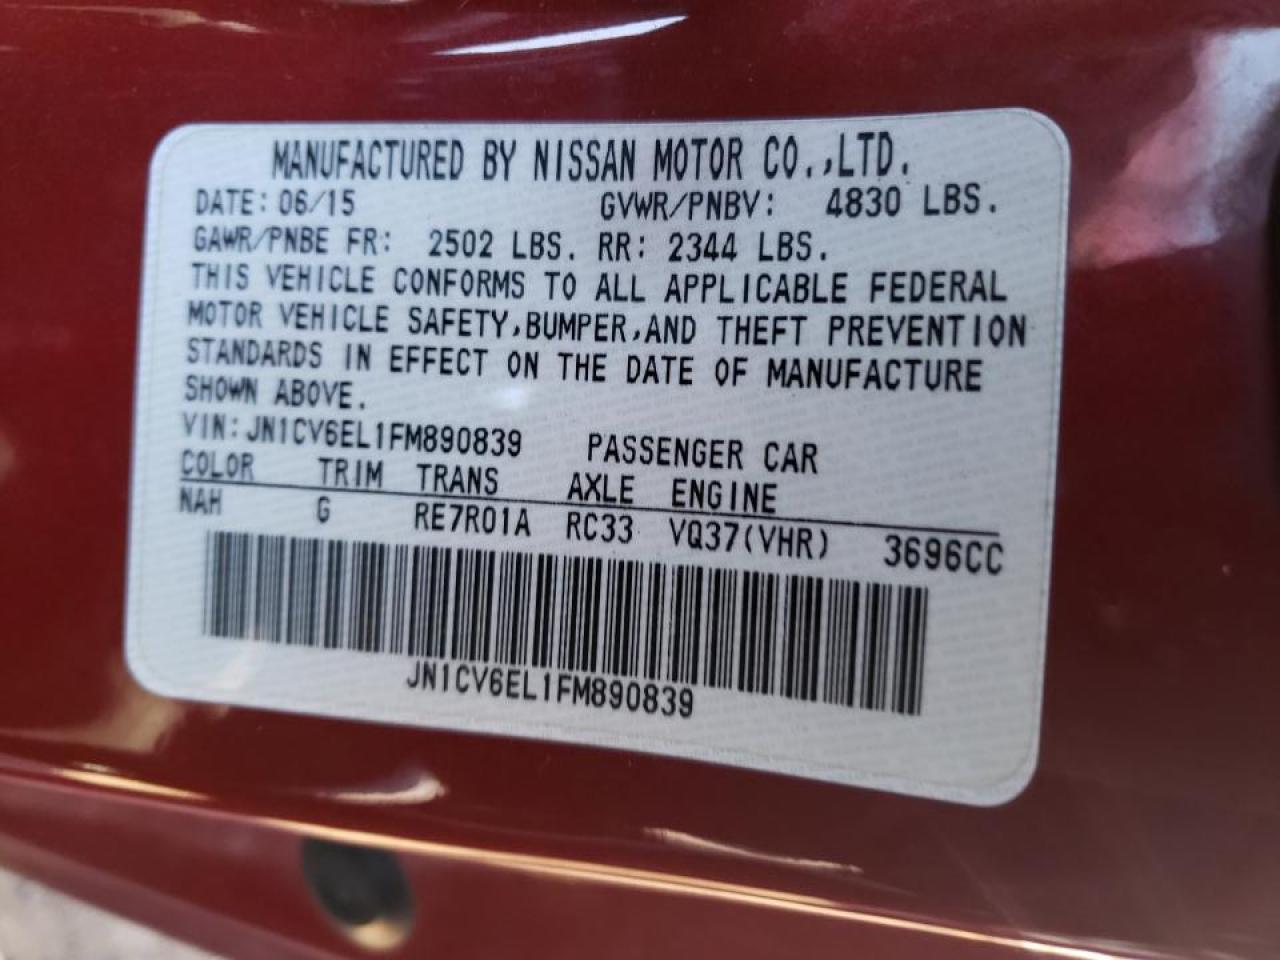 MANUFACTURED BY NISSAN MOTOR CO.,LTD.
DATE: 06/15 GVWR/PNBV: 4830 LBS.
GAWR/PNBE FR: 2502 LBS. RR: 2344 LBS.
THIS VEHICLE CONFORMS TO ALL APPLICABLE FEDERAL
MOTOR VEHICLE SAFETY,BUMPER,AND THEFT PREVENTION
STANDARDS IN EFFECT ON THE DATE OF MANUFACTURE
SHOWN ABOVE.
VIN: JN1CV6EL1FM890839 PASSENGER CAR
COLOR TRIM TRANS AXLE ENGINE
NAH G RE7R01A RC33 VQ37(VHR) 3696CC
JN1CV6EL1FM890839